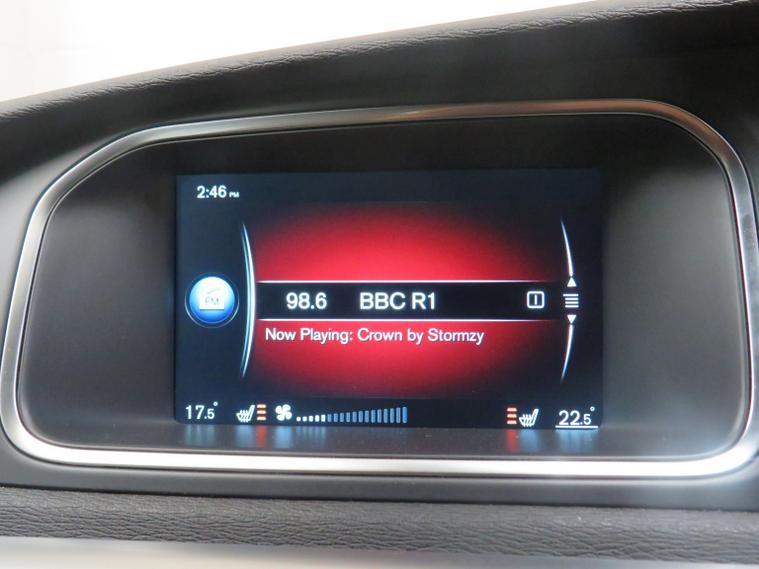 2:46 PM
FM
98.6 BBC R1
Now Playing: Crown by Stormzy
17.5° 22.5°